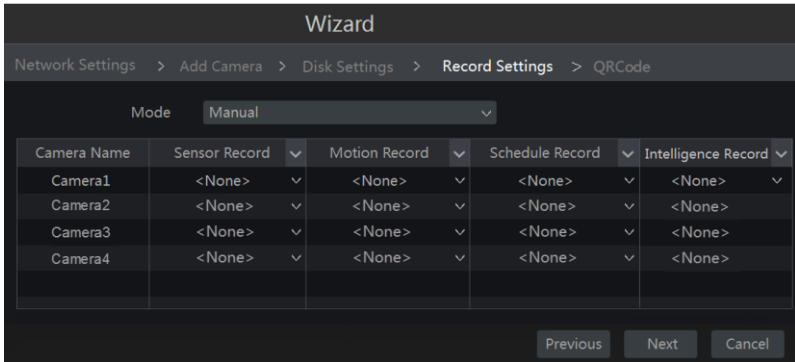 Wizard
Network Settings > Add Camera > Disk Settings > Record Settings > QRCode
Mode Manual
Camera Name Sensor Record Motion Record Schedule Record Intelligence Record
Camera1 <None> <None> <None> <None>
Camera2 <None> <None> <None> <None>
Camera3 <None> <None> <None> <None>
Camera4 <None> <None> <None> <None>
Previous Next Cancel